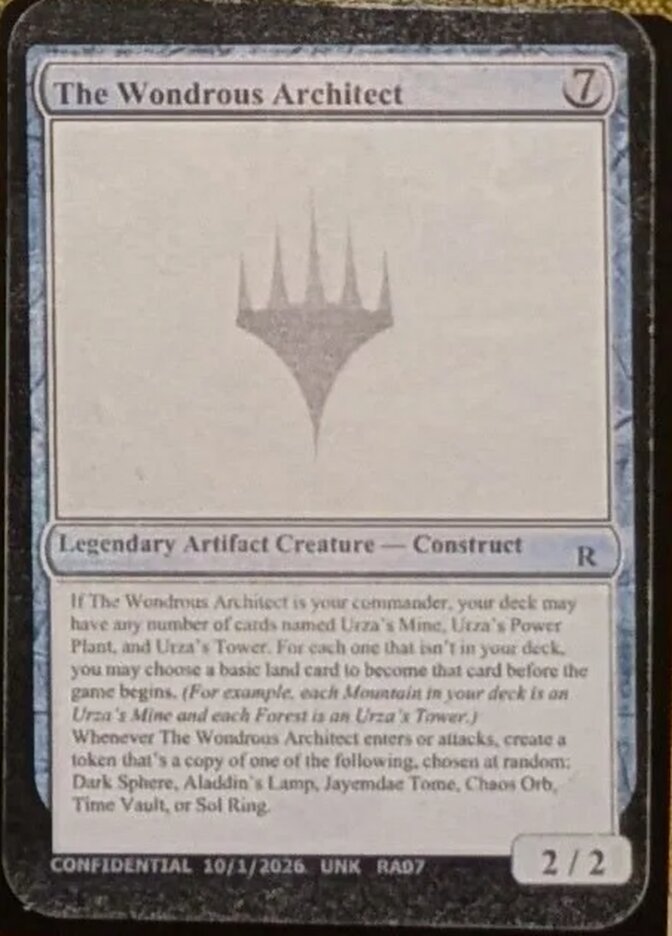 The Wondrous Architect 7
Legendary Artifact Creature — Construct R
If The Wondrous Architect is your commander, your deck may
have any number of cards named Urza's Mine, Urza's Power
Plant, and Urza's Tower. For each one that isn't in your deck,
you may choose a basic land card to become that card before the
game begins. (For example, each Mountain in your deck is an
Urza's Mine and each Forest is an Urza's Tower.)
Whenever The Wondrous Architect enters or attacks, create a
token that's a copy of one of the following, chosen at random:
Dark Sphere, Aladdin's Lamp, Jayemdae Tome, Chaos Orb,
Time Vault, or Sol Ring.
CONFIDENTIAL 10/1/2026 UNK RA07
2/2